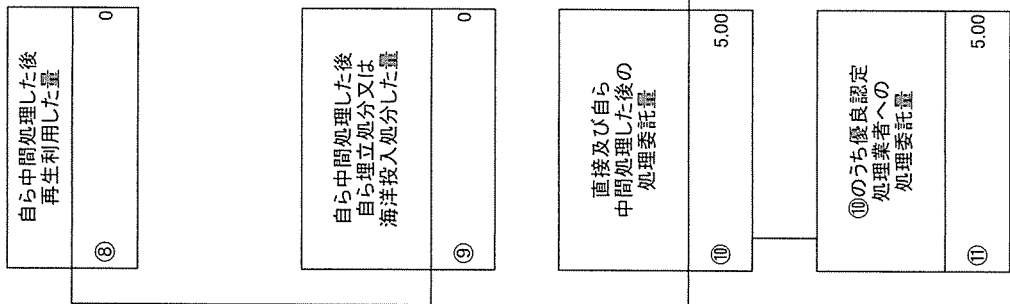 自ら中間処理した後
再生利用した量
⑧ 0
自ら中間処理した後
自ら埋立処分又は
海洋投入処分した量
⑨ 0
直接及び自ら
中間処理した後の
処理委託量
⑩ 5.00
⑩のうち優良認定
処理業者への
処理委託量
⑪ 5.00